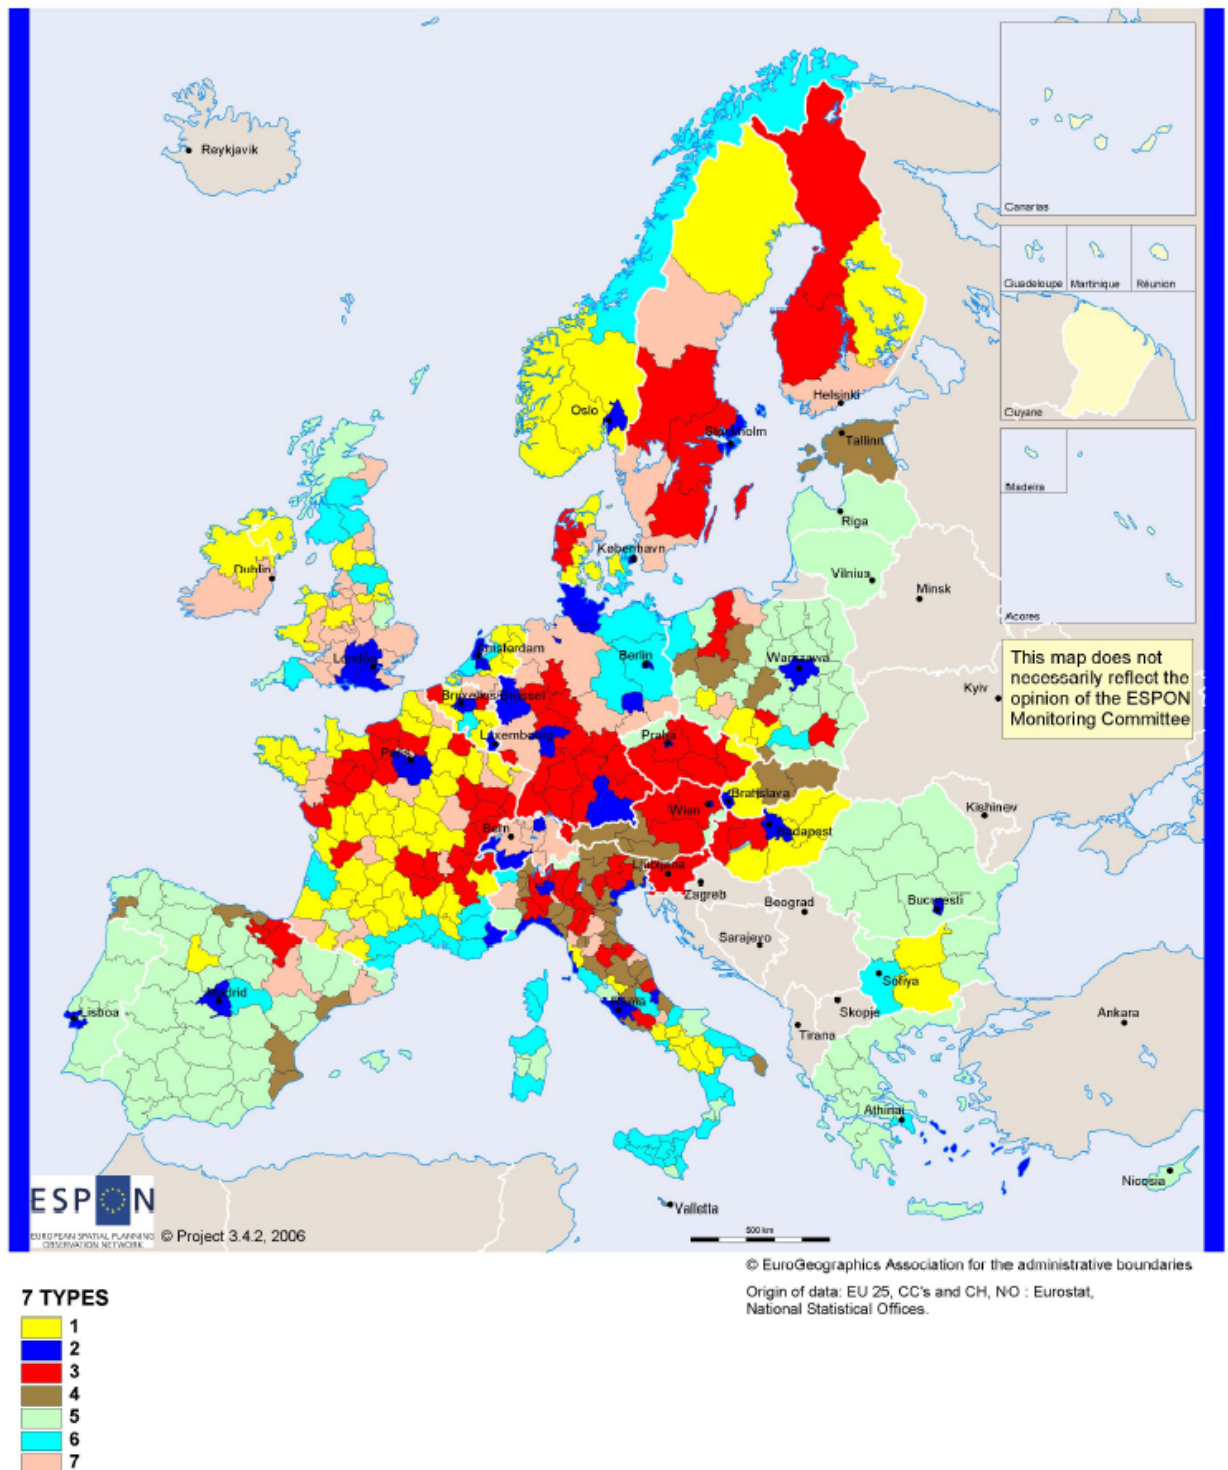 Reykjavik
Canarias
Guadeloupe
Martinique
Réunion
Guyane
Madeira
Acores
Oslo
Stockholm
Helsinki
Tallinn
Riga
Vilnius
Minsk
København
Dublin
London
Amsterdam
Berlin
Warszawa
Bruxelles-Brussel
Kyiv
This map does not
necessarily reflect the
opinion of the ESPON
Monitoring Committee
Luxembourg
Praha
Paris
Bratislava
Wien
Bern
Budapest
Kishinev
Ljubljana
Zagreb
Beograd
Bucuresti
Sarajevo
Madrid
Lisboa
Roma
Sofiya
Skopje
Tirana
Ankara
Athinai
Nicosia
Valletta
ESPON
EUROPEAN SPATIAL PLANNING
OBSERVATION NETWORK
© Project 3.4.2, 2006
500 km
© EuroGeographics Association for the administrative boundaries
Origin of data: EU 25, CC's and CH, NO : Eurostat,
National Statistical Offices.
7 TYPES
1
2
3
4
5
6
7